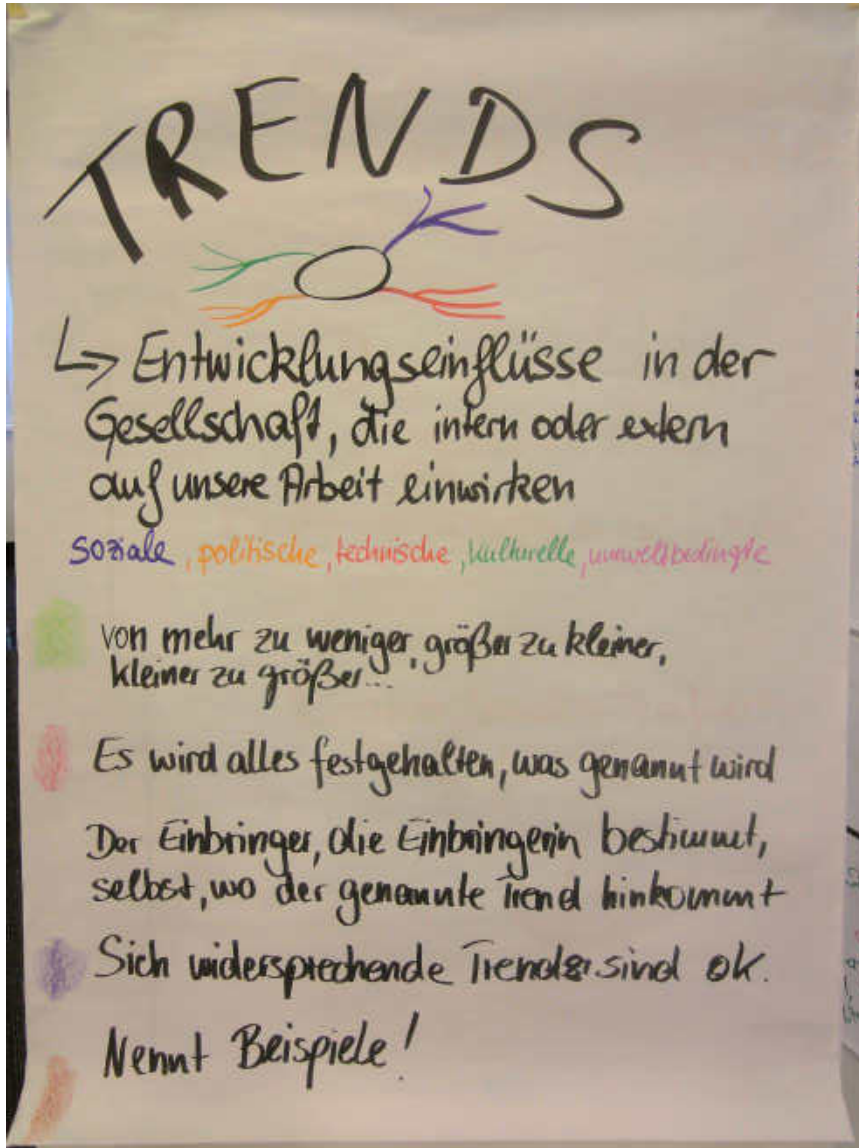 TRENDS
↳ Entwicklungseinflüsse in der
Gesellschaft, die intern oder extern
auf unsere Arbeit einwirken
soziale, politische, technische, kulturelle, umweltbedingte
von mehr zu weniger, größer zu kleiner,
kleiner zu größer...
Es wird alles festgehalten, was genannt wird
Der Einbringer, die Einbringerin bestimmt,
selbst, wo der genannte Trend hinkommt
Sich widersprechende Trends sind ok.
Nennt Beispiele!